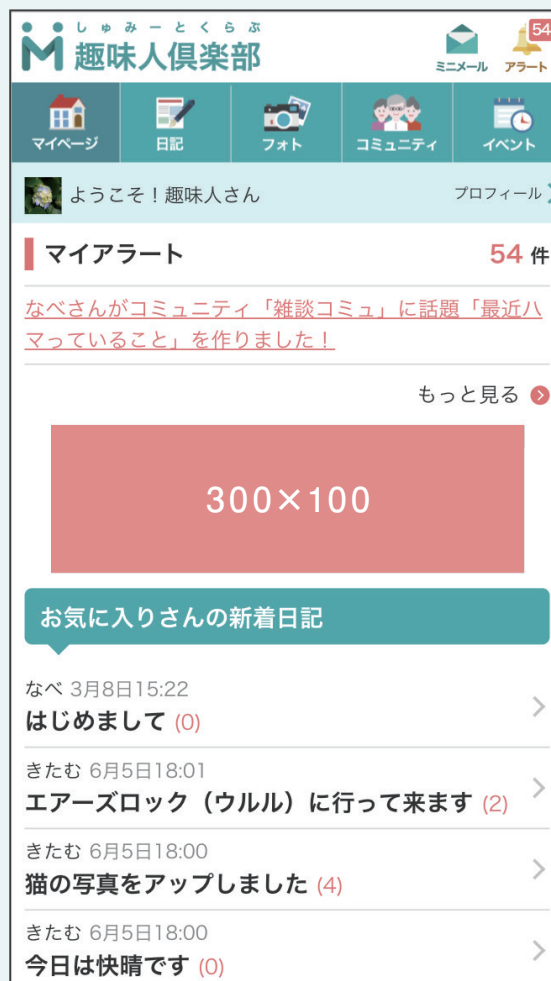 しゅみーとくらぶ
趣味人倶楽部
ミニメール
54
アラート
マイページ
日記
フォト
コミュニティ
イベント
ようこそ！趣味人さん
プロフィール
マイアラート
54 件
なべさんがコミュニティ「雑談コミュ」に話題「最近ハ
マっていること」を作りました！
もっと見る
300×100
お気に入りさんの新着日記
なべ 3月8日15:22
はじめまして (0)
きたむ 6月5日18:01
エアーズロック（ウルル）に行って来ます (2)
きたむ 6月5日18:00
猫の写真をアップしました (4)
きたむ 6月5日18:00
今日は快晴です (0)